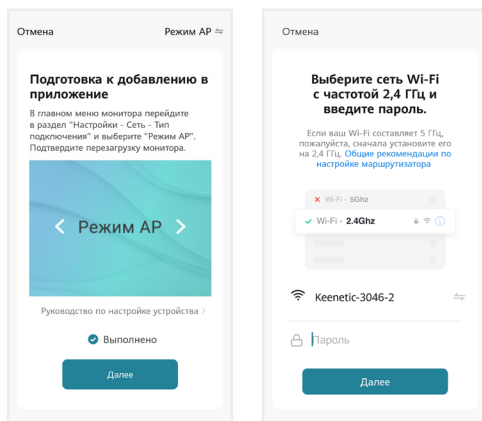 Отмена
Режим AP
Подготовка к добавлению в
приложение
В главном меню монитора перейдите
в раздел "Настройки - Сеть - Тип
подключения" и выберите "Режим AP".
Подтвердите перезагрузку монитора.
Режим AP
Руководство по настройке устройства
Выполнено
Далее
Отмена
Выберите сеть Wi-Fi
с частотой 2,4 ГГц и
введите пароль.
Если ваш Wi-Fi составляет 5 ГГц,
пожалуйста, сначала установите его
на 2,4 ГГц. Общие рекомендации по
настройке маршрутизатора
Wi-Fi - 5Ghz
Wi-Fi - 2.4Ghz
Keenetic-3046-2
Пароль
Далее